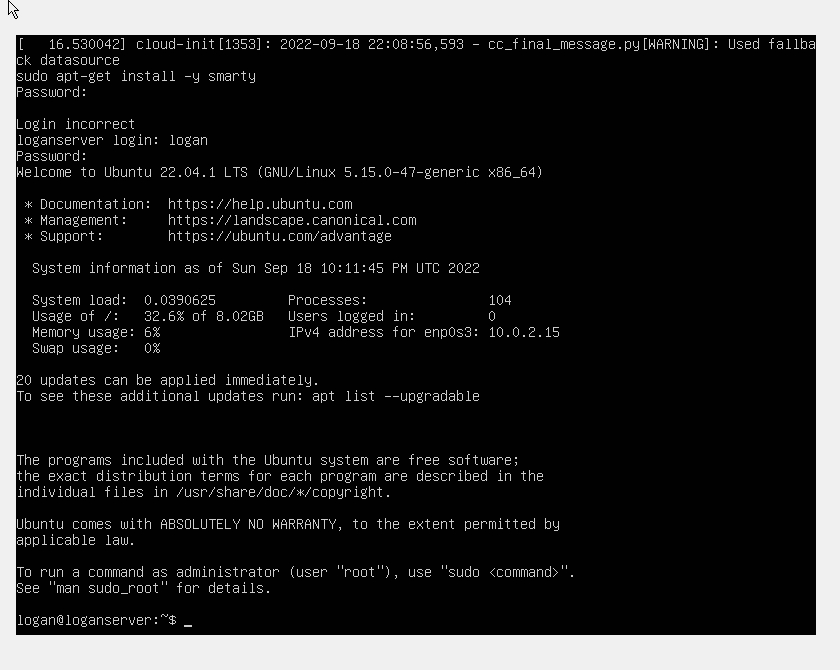 [   16.530042] cloud-init[1353]: 2022-09-18 22:08:56,593 - cc_final_message.py[WARNING]: Used fallba
ck datasource
sudo apt-get install -y smarty
Password:
Login incorrect
loganserver login: logan
Password:
Welcome to Ubuntu 22.04.1 LTS (GNU/Linux 5.15.0-47-generic x86_64)
 * Documentation:  https://help.ubuntu.com
 * Management:     https://landscape.canonical.com
 * Support:        https://ubuntu.com/advantage
  System information as of Sun Sep 18 10:11:45 PM UTC 2022
  System load:  0.0390625         Processes:               104
  Usage of /:   32.6% of 8.02GB   Users logged in:         0
  Memory usage: 6%                IPv4 address for enp0s3: 10.0.2.15
  Swap usage:   0%
20 updates can be applied immediately.
To see these additional updates run: apt list --upgradable
The programs included with the Ubuntu system are free software;
the exact distribution terms for each program are described in the
individual files in /usr/share/doc/*/copyright.
Ubuntu comes with ABSOLUTELY NO WARRANTY, to the extent permitted by
applicable law.
To run a command as administrator (user "root"), use "sudo <command>".
See "man sudo_root" for details.
logan@loganserver:~$ _